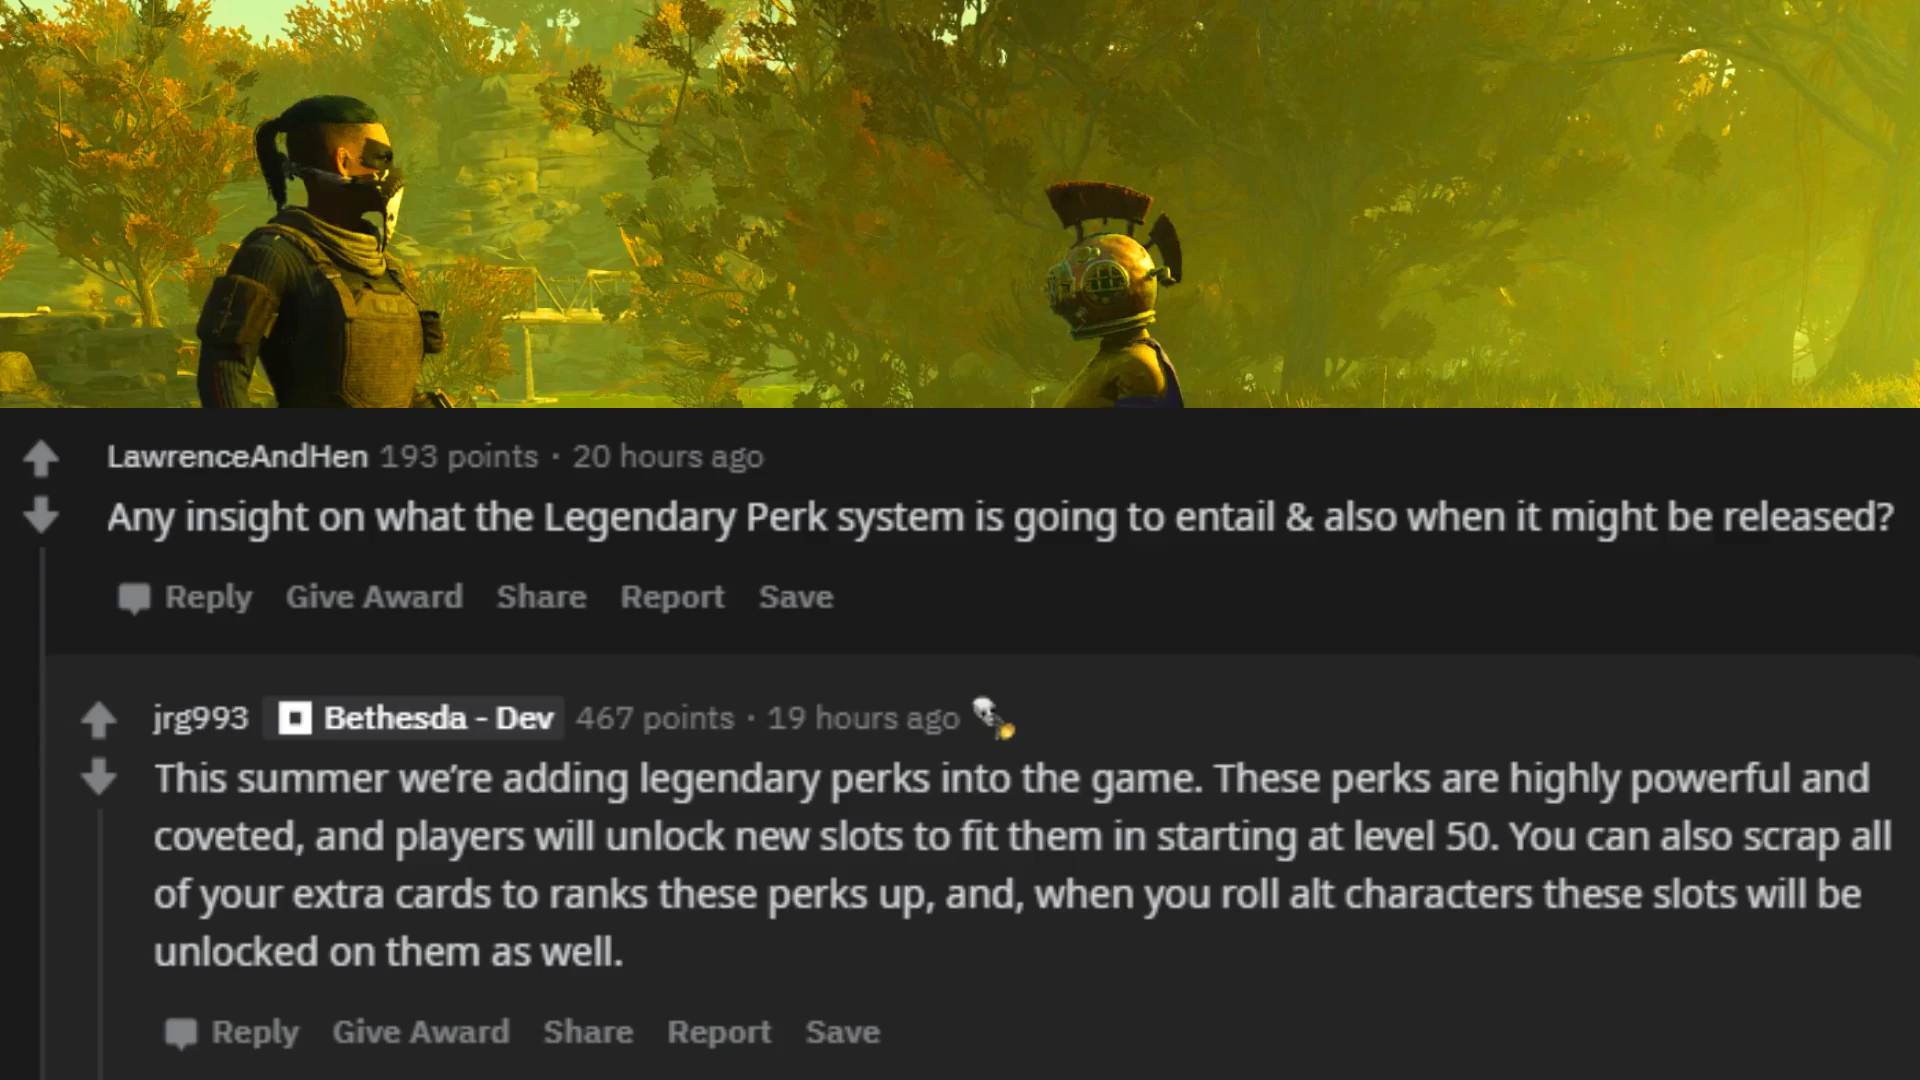 LawrenceAndHen 193 points · 20 hours ago
Any insight on what the Legendary Perk system is going to entail & also when it might be released?
Reply Give Award Share Report Save
jrg993 Bethesda - Dev 467 points · 19 hours ago
This summer we’re adding legendary perks into the game. These perks are highly powerful and
coveted, and players will unlock new slots to fit them in starting at level 50. You can also scrap all
of your extra cards to ranks these perks up, and, when you roll alt characters these slots will be
unlocked on them as well.
Reply Give Award Share Report Save